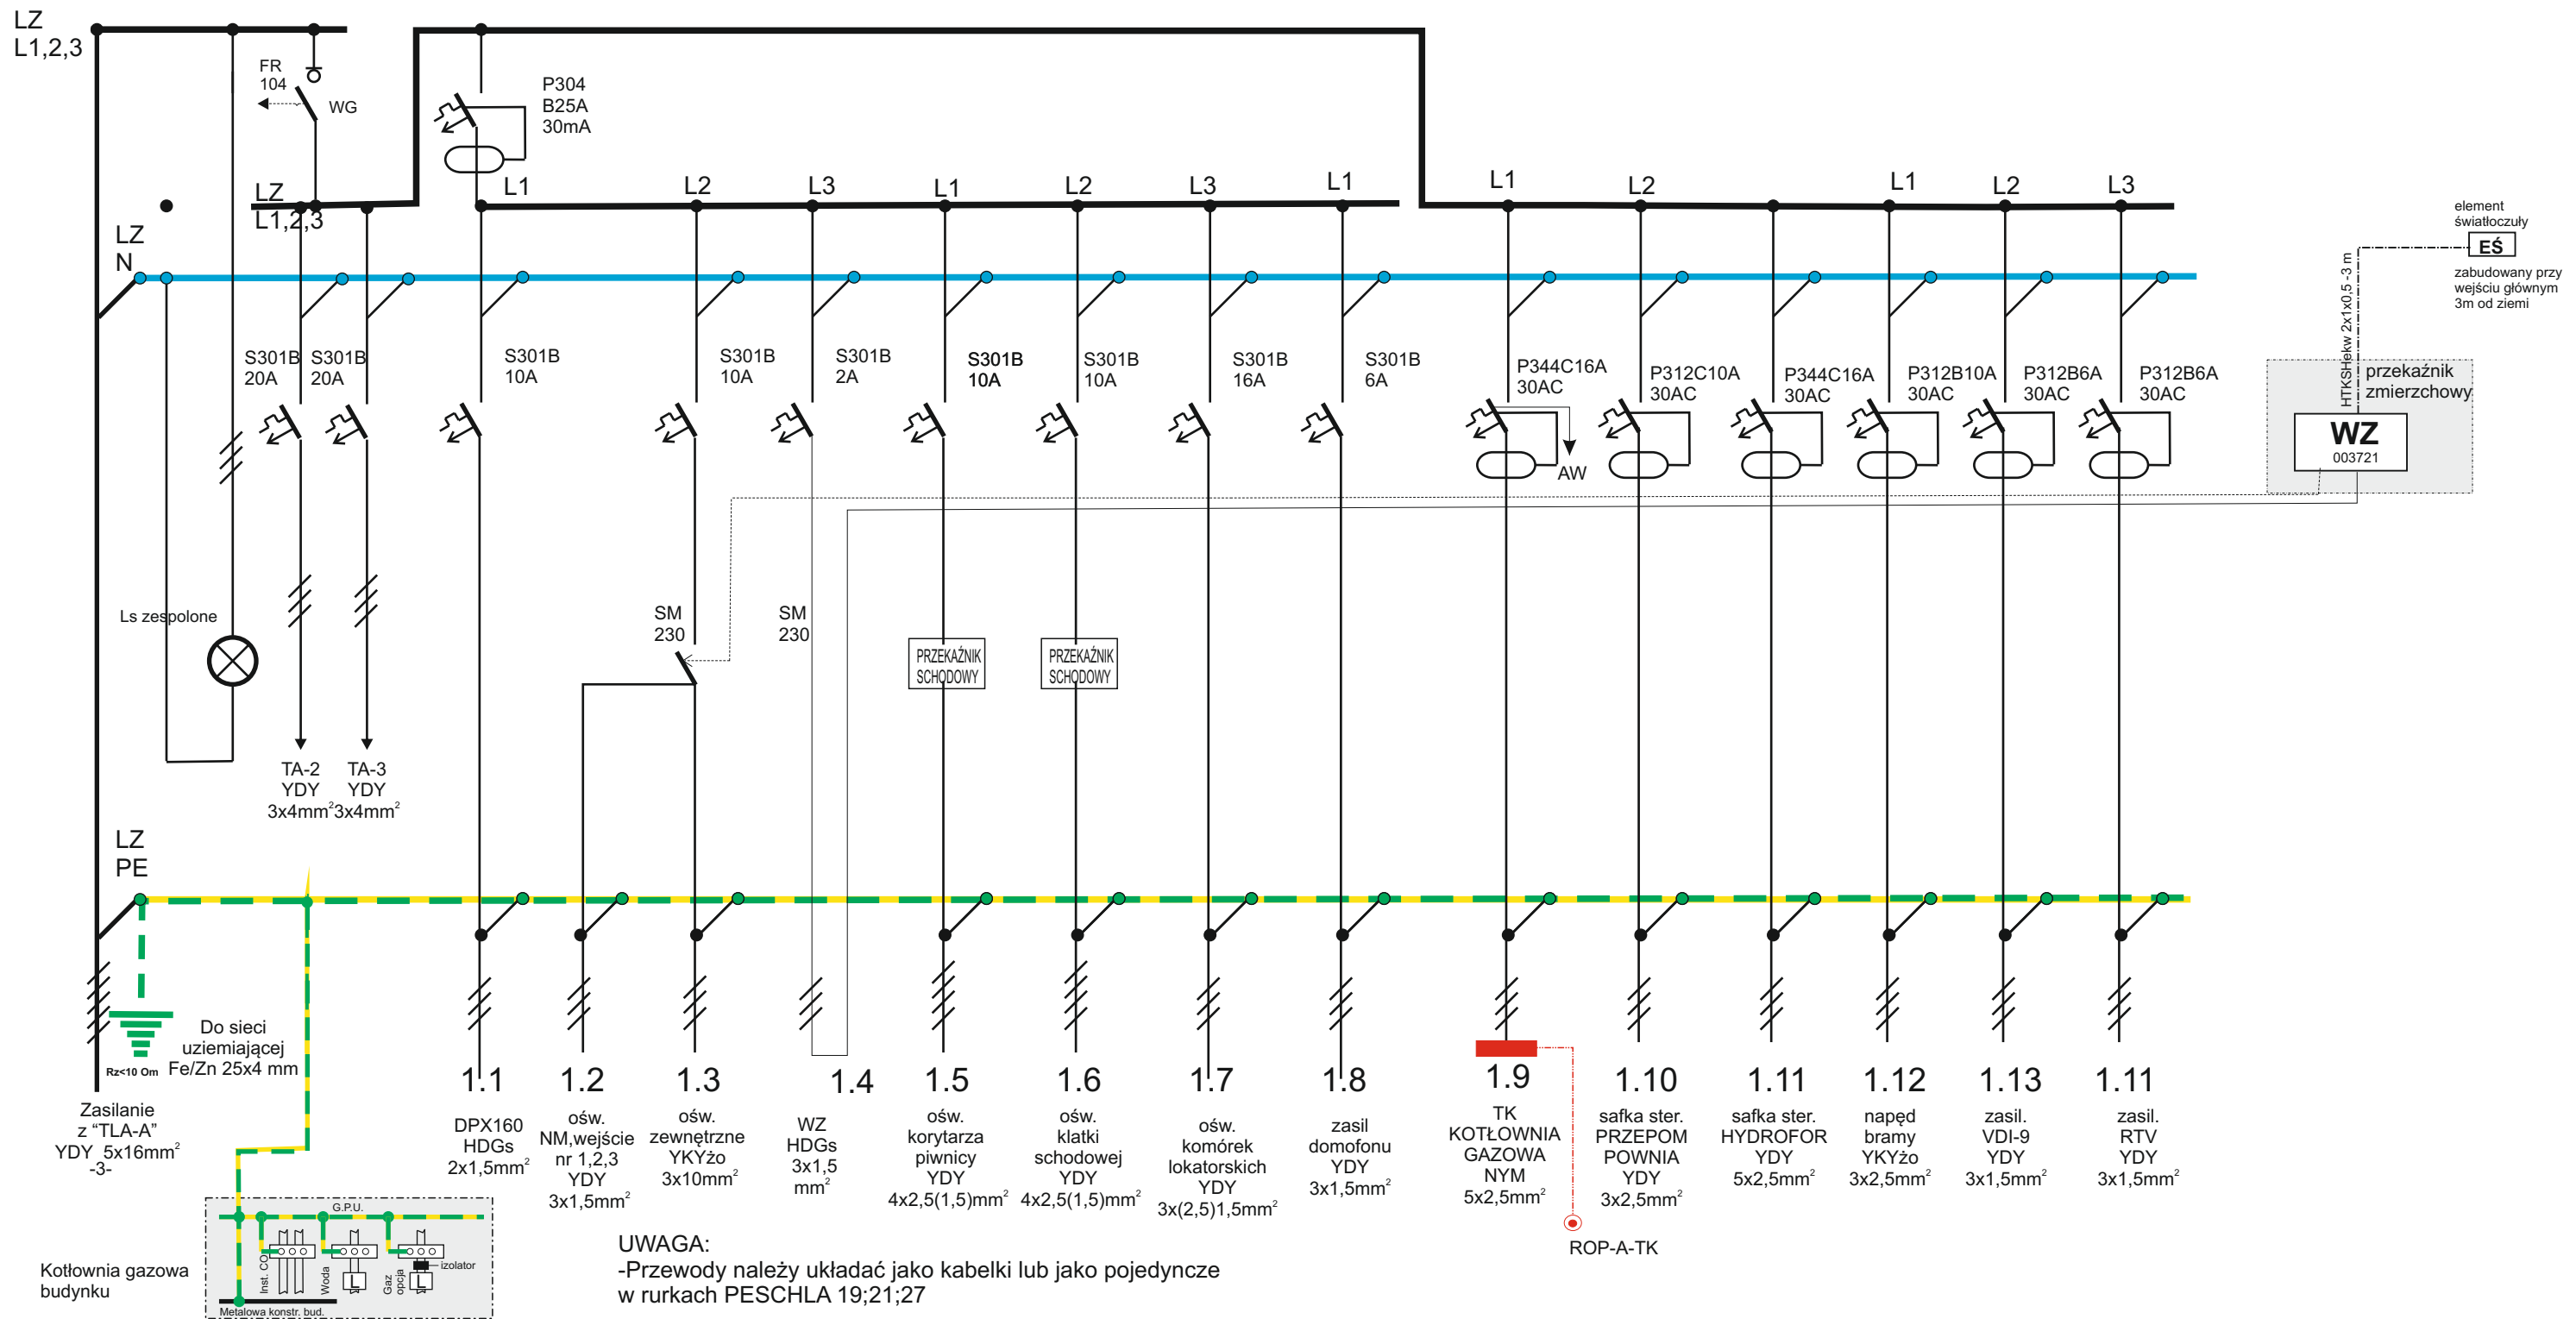 LZ
L1,2,3
FR
104
WG
P304
B25A
30mA
LZ
L1,2,3
L1
L2
L3
L1
L2
L3
L1
L1
L2
L1
L2
L3
LZ
N
element
światłoczuły
EŚ
zabudowany przy
wejściu głównym
3m od ziemi
HTKSHekw 2x1x0,5 -3 m
przekaźnik
zmierzchowy
WZ
003721
S301B
20A
S301B
20A
S301B
10A
S301B
10A
S301B
2A
S301B
10A
S301B
10A
S301B
16A
S301B
6A
P344C16A
30AC
AW
P312C10A
30AC
P344C16A
30AC
P312B10A
30AC
P312B6A
30AC
P312B6A
30AC
Ls zespolone
SM
230
SM
230
PRZEKAŹNIK
SCHODOWY
PRZEKAŹNIK
SCHODOWY
TA-2
YDY
3x4mm²
TA-3
YDY
3x4mm²
LZ
PE
Do sieci
uziemiającej
Fe/Zn 25x4 mm
Rz<10 Om
Zasilanie
z “TLA-A”
YDY 5x16mm²
-3-
1.1
DPX160
HDGs
2x1,5mm²
1.2
ośw.
NM,wejście
nr 1,2,3
YDY
3x1,5mm²
1.3
ośw.
zewnętrzne
YKYżo
3x10mm²
1.4
WZ
HDGs
3x1,5
mm²
1.5
ośw.
korytarza
piwnicy
YDY
4x2,5(1,5)mm²
1.6
ośw.
klatki
schodowej
YDY
4x2,5(1,5)mm²
1.7
ośw.
komórek
lokatorskich
YDY
3x(2,5)1,5mm²
1.8
zasil
domofonu
YDY
3x1,5mm²
1.9
TK
KOTŁOWNIA
GAZOWA
NYM
5x2,5mm²
ROP-A-TK
1.10
safka ster.
PRZEPOM
POWNIA
YDY
3x2,5mm²
1.11
safka ster.
HYDROFOR
YDY
5x2,5mm²
1.12
napęd
bramy
YKYżo
3x2,5mm²
1.13
zasil.
VDI-9
YDY
3x1,5mm²
1.11
zasil.
RTV
YDY
3x1,5mm²
Kotłownia gazowa
budynku
G.P.U.
Inst. CO
Woda
L
Gaz
opcja
L
izolator
Metalowa konstr. bud.
UWAGA:
-Przewody należy układać jako kabelki lub jako pojedyncze
w rurkach PESCHLA 19;21;27